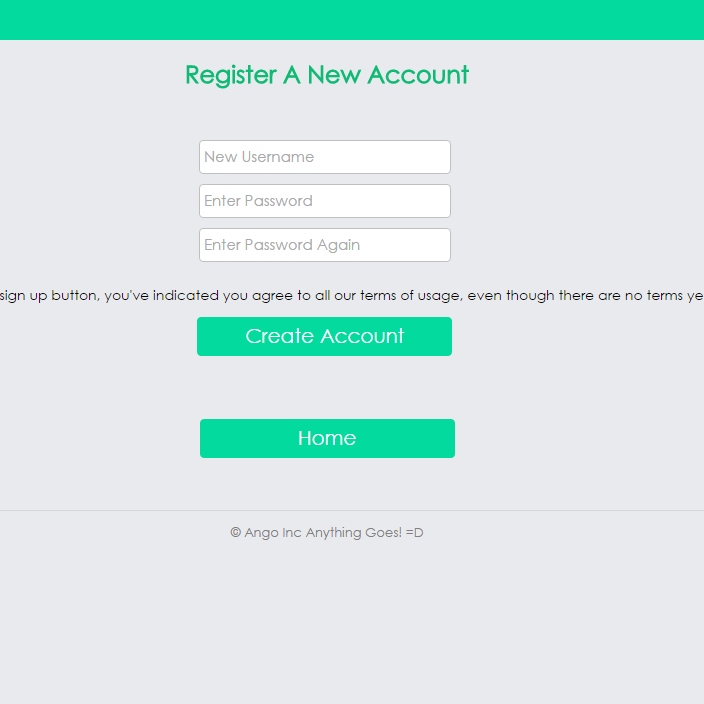 Register A New Account
New Username
Enter Password
Enter Password Again
sign up button, you've indicated you agree to all our terms of usage, even though there are no terms ye
Create Account
Home
© Ango Inc Anything Goes! =D